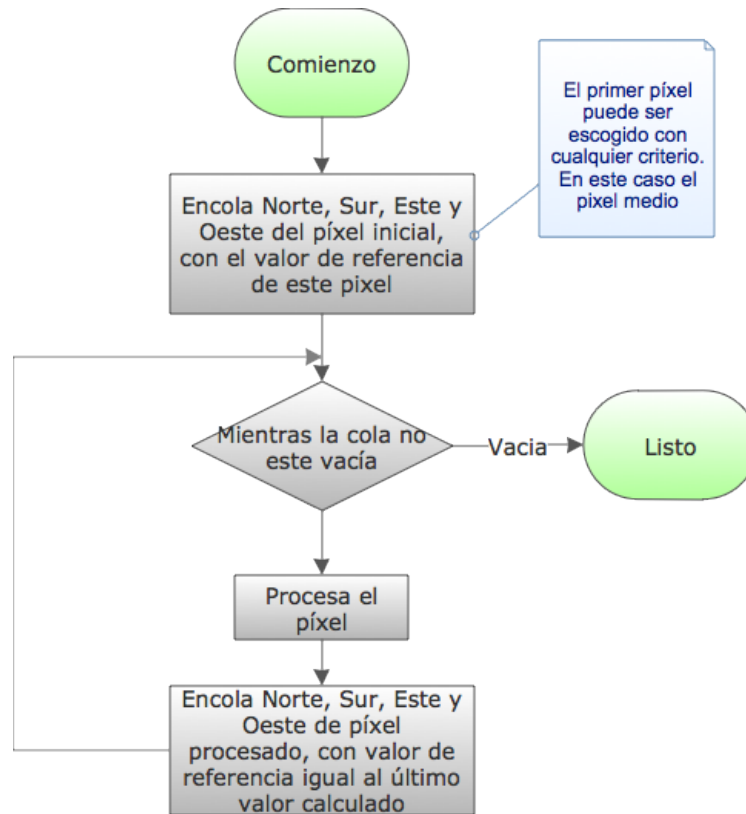 Comienzo
El primer píxel
puede ser
escogido con
cualquier criterio.
En este caso el
pixel medio
Encola Norte, Sur, Este y
Oeste del píxel inicial,
con el valor de referencia
de este pixel
Mientras la cola no
este vacía
Vacia
Listo
Procesa el
píxel
Encola Norte, Sur, Este y
Oeste de píxel
procesado, con valor de
referencia igual al último
valor calculado